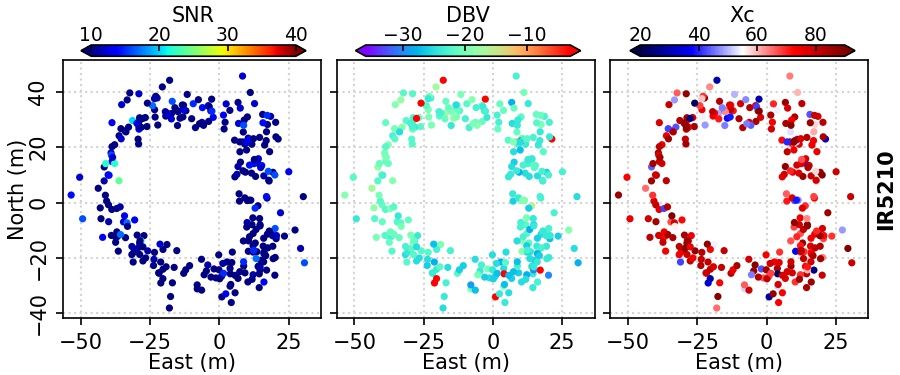 SNR DBV Xc
10 20 30 40 −30 −20 −10 20 40 60 80
40
20
0
−20
−40
North (m)
−50 −25 0 25 −50 −25 0 25 −50 −25 0 25
East (m) East (m) East (m)
IR5210